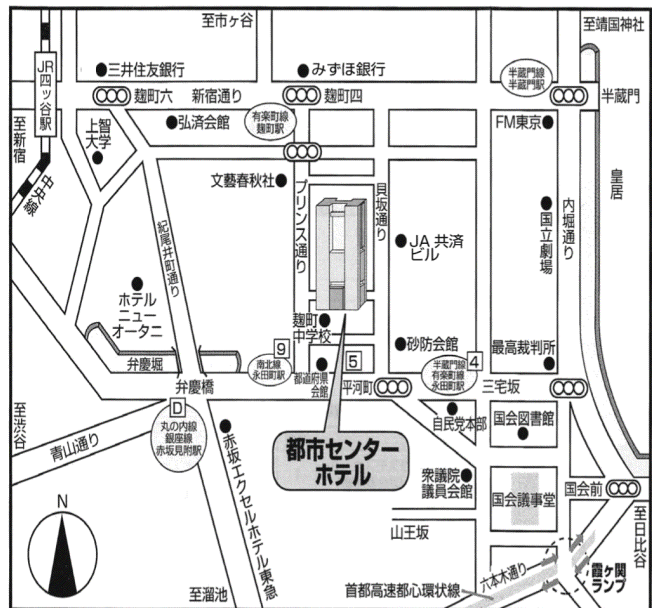 至市ヶ谷
至靖国神社
JR四ッ谷駅
三井住友銀行
みずほ銀行
半蔵門線
半蔵門駅
麹町六
新宿通り
麹町四
半蔵門
至新宿
上智
大学
弘済会館
有楽町線
麹町駅
FM東京
中央線
文藝春秋社
プリンス通り
貝坂通り
皇居
紀尾井町通り
JA 共済
ビル
国立劇場
内堀通り
ホテル
ニュー
オータニ
麹町
中学校
砂防会館
最高裁判所
弁慶堀
9
南北線
永田町駅
都道府県
会館
5
半蔵門線
有楽町線
永田町駅
4
弁慶橋
平河町
三宅坂
至渋谷
青山通り
D
丸の内線
銀座線
赤坂見附駅
自民党本部
国会図書館
赤坂エクセルホテル東急
都市センター
ホテル
衆議院
議員会館
国会議事堂
国会前
山王坂
至日比谷
N
六本木通り
霞ヶ関
ランプ
至溜池
首都高速都心環状線